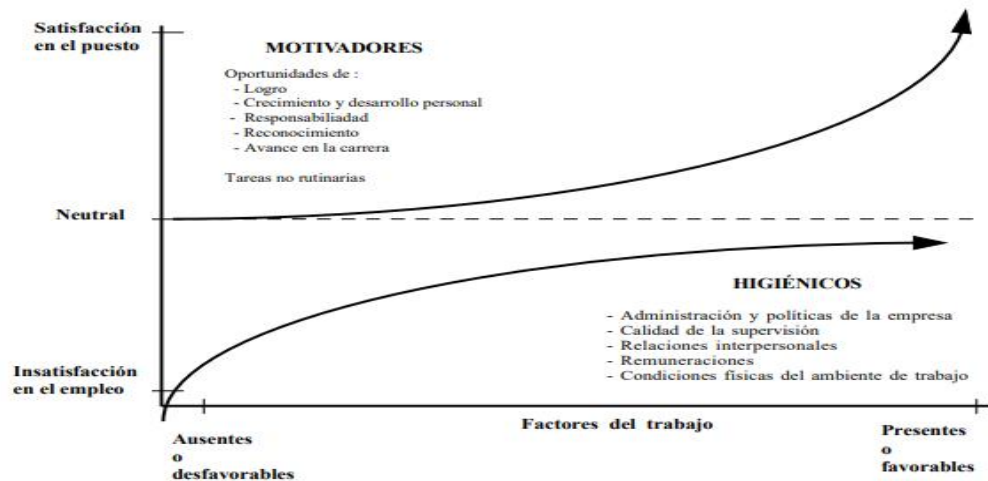 Satisfacción
en el puesto
MOTIVADORES
Oportunidades de :
- Logro
- Crecimiento y desarrollo personal
- Responsabiliadad
- Reconocimiento
- Avance en la carrera
Tareas no rutinarias
Neutral
HIGIÉNICOS
- Administración y políticas de la empresa
- Calidad de la supervisión
- Relaciones interpersonales
- Remuneraciones
- Condiciones físicas del ambiente de trabajo
Insatisfacción
en el empleo
Factores del trabajo
Ausentes
o
desfavorables
Presentes
o
favorables